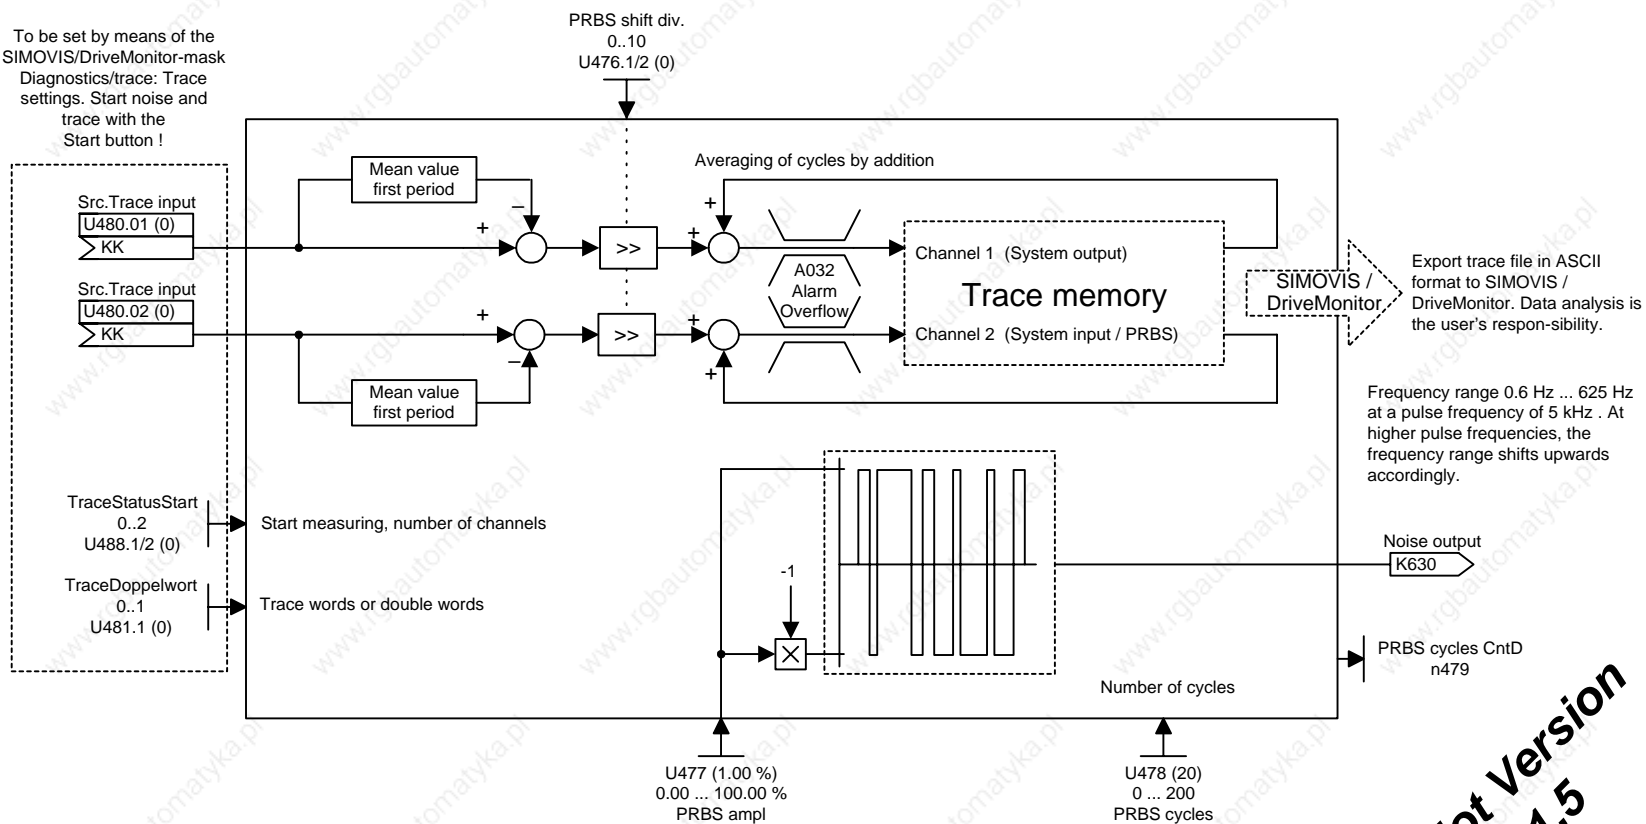 PRBS shift div.
0..10
U476.1/2 (0)
To be set by means of the
SIMOVIS/DriveMonitor-mask
Diagnostics/trace: Trace
settings. Start noise and
trace with the
Start button !
Mean value
first period
Averaging of cycles by addition
Src.Trace input
U480.01 (0)
KK
+
–
>>
+
+
Channel 1 (System output)
A032
Alarm
Overflow
Trace memory
SIMOVIS /
DriveMonitor
Export trace file in ASCII
format to SIMOVIS /
DriveMonitor. Data analysis is
the user's respon-sibility.
Src.Trace input
U480.02 (0)
KK
+
–
>>
+
+
Channel 2 (System input / PRBS)
Mean value
first period
Frequency range 0.6 Hz ... 625 Hz
at a pulse frequency of 5 kHz . At
higher pulse frequencies, the
frequency range shifts upwards
accordingly.
TraceStatusStart
0..2
U488.1/2 (0)
Start measuring, number of channels
TraceDoppelwort
0..1
U481.1 (0)
Trace words or double words
-1
Noise output
K630
PRBS cycles CntD
n479
Number of cycles
U477 (1.00 %)
0.00 ... 100.00 %
PRBS ampl
U478 (20)
0 ... 200
PRBS cycles
Version
www.rgbautomatyka.pl